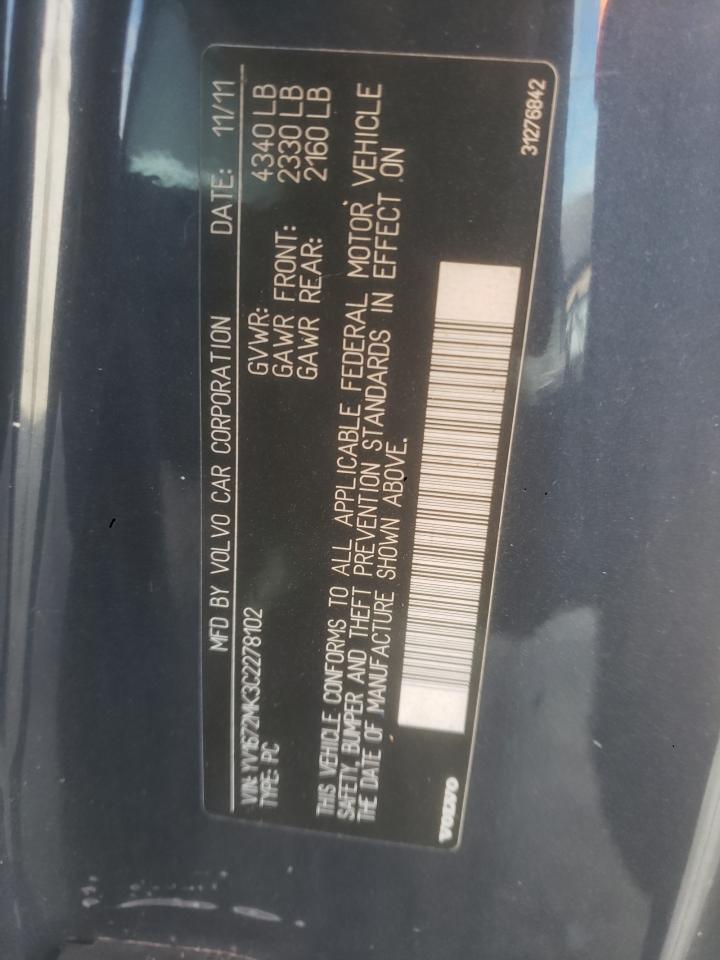 MFD BY VOLVO CAR CORPORATION DATE: 11/11
VIN: YV1672MK3C2278102
TYPE: PC
GVWR: 4340 LB
GAWR FRONT: 2330 LB
GAWR REAR: 2160 LB
THIS VEHICLE CONFORMS TO ALL APPLICABLE FEDERAL MOTOR VEHICLE
SAFETY, BUMPER AND THEFT PREVENTION STANDARDS IN EFFECT ON
THE DATE OF MANUFACTURE SHOWN ABOVE.
VOLVO
31276842